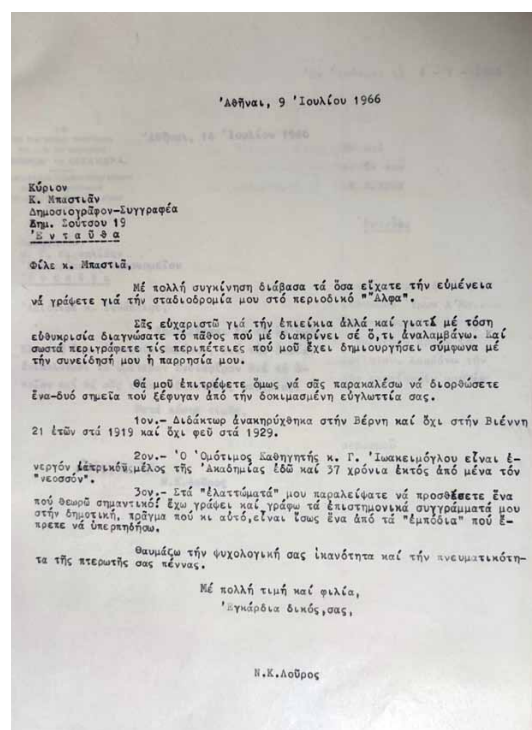 'Αθῆναι, 9 'Ιουλίου 1966
Κύριον
Κ. Μπαστιᾶν
Δημοσιογράφον-Συγγραφέα
Δημ. Σούτσου 19
'Ε ν τ α ῦ θ α
Φίλε κ. Μπαστιᾶ,
Μέ πολλή συγκίνηση διάβασα τά ὅσα εἴχατε τήν εὐμένεια
νά γράψετε γιά τήν σταδιοδρομία μου στό περιοδικό "Ἄλφα".
Σᾶς εὐχαριστῶ γιά τήν ἐπιείκια ἀλλά καί γιατί μέ τόση
εὐθυκρισία διαγνώσατε τό πάθος πού μέ διακρίνει σέ ὅ,τι ἀναλαμβάνω. Καί
σωστά περιγράφετε τίς περιπέτειες πού μοῦ ἔχει δημιουργήσει σύμφωνα μέ
τήν συνείδησή μου ἡ παρρησία μου.
Θά μοῦ ἐπιτρέψετε ὅμως νά σᾶς παρακαλέσω νά διορθώσετε
ἕνα-δυό σημεῖα πού ξέφυγαν ἀπό τήν δοκιμασμένη εὐγλωττία σας.
1ον.- Διδάκτωρ ἀνακηρύχθηκα στήν Βέρνη καί ὄχι στήν Βιέννη
21 ἐτῶν στά 1919 καί ὄχι φεῦ στά 1929.
2ον.- 'Ο 'Ομότιμος Καθηγητής κ. Γ. 'Ιωακείμογλου εἶναι ἐ-
νεργόν ἰατρικόν μέλος τῆς 'Ακαδημίας ἐδῶ καί 37 χρόνια ἐκτός ἀπό μένα τόν
"νεοσσόν".
3ον.- Στά "ἐλαττώματά" μου παραλείψατε νά προσθέσετε ἕνα
πού θεωρῶ σημαντικό: ἔχω γράψει καί γράφω τά ἐπιστημονικά συγγράμματά μου
στήν δημοτική, πρᾶγμα πού κι αὐτό,εἶναι ἴσως ἕνα ἀπό τά "ἐμπόδια" πού ἔ-
πρεπε νά ὑπερπηδήσω.
Θαυμάζω τήν ψυχολογική σας ἱκανότητα καί τήν πνευματικότη-
τα τῆς πτερωτῆς σας πέννας.
Μέ πολλή τιμή καί φιλία,
'Εγκάρδια δικός,σας,
Ν.Κ.Λοῦρος